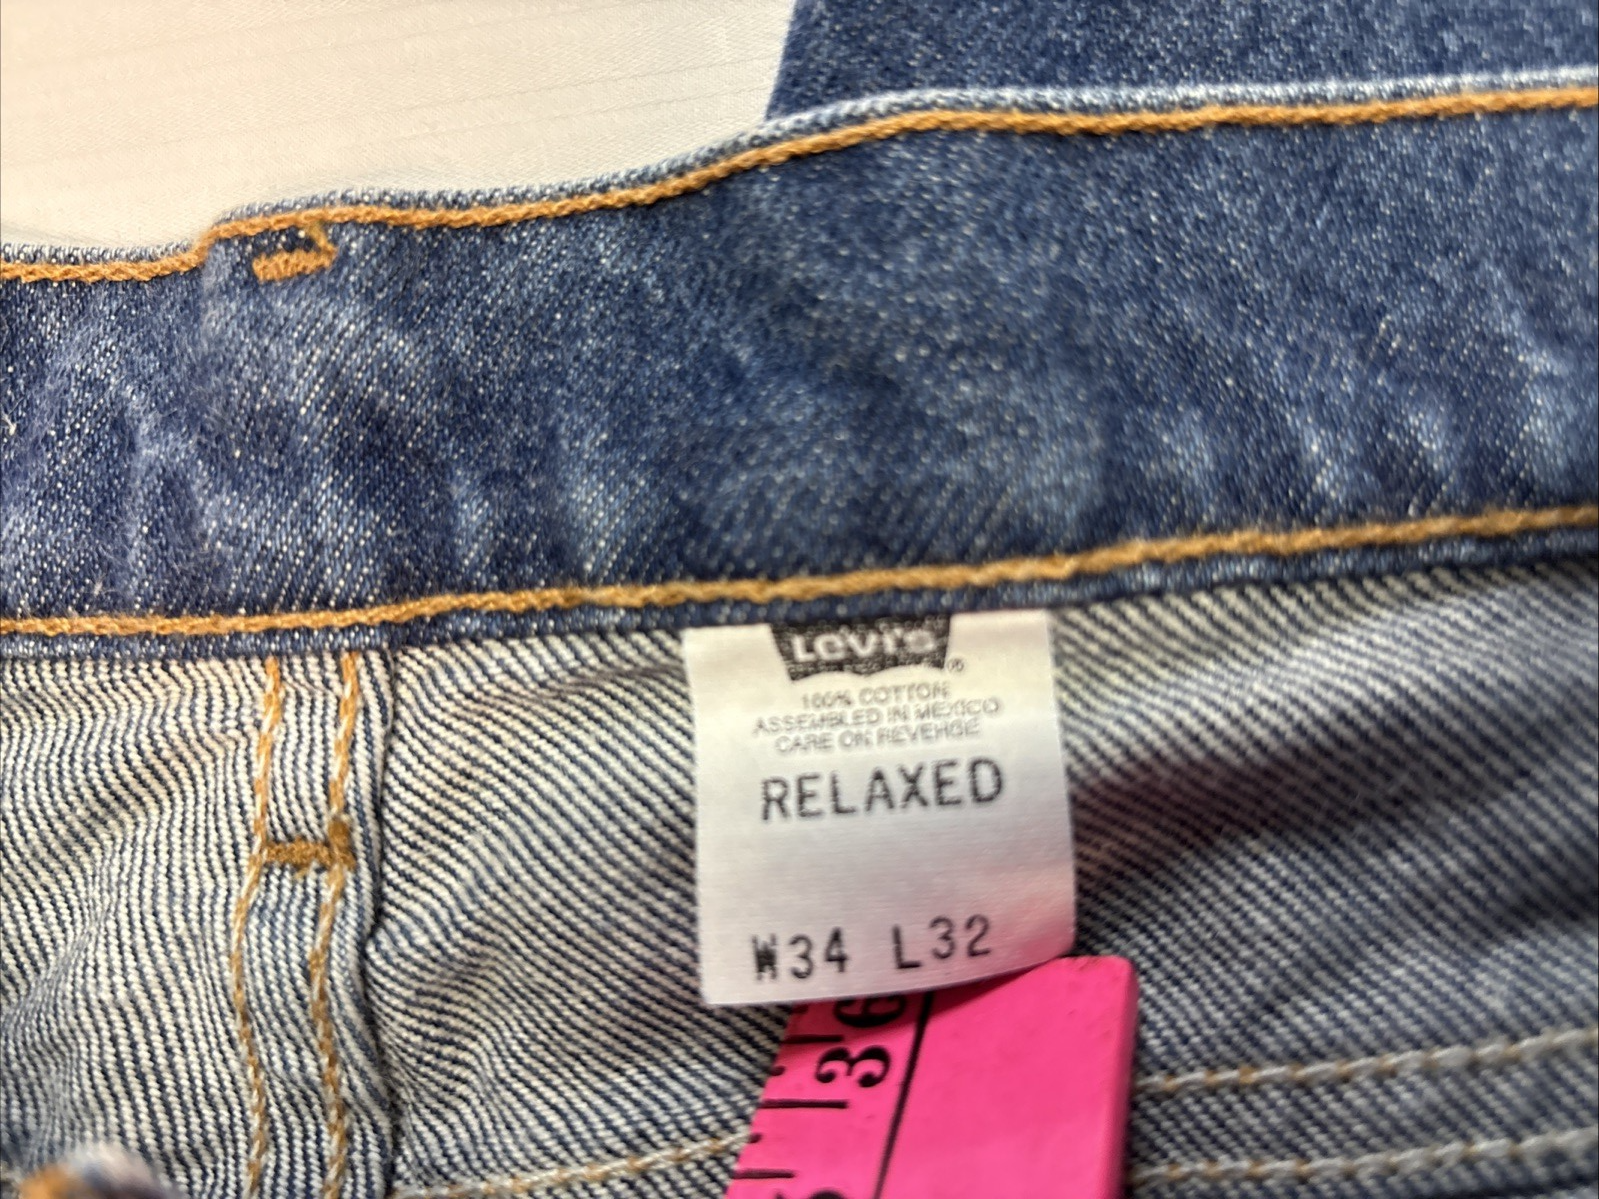 Levi's
®
100% COTTON
ASSEMBLED IN MEXICO
CARE ON REVERSE
RELAXED
W34 L32
36